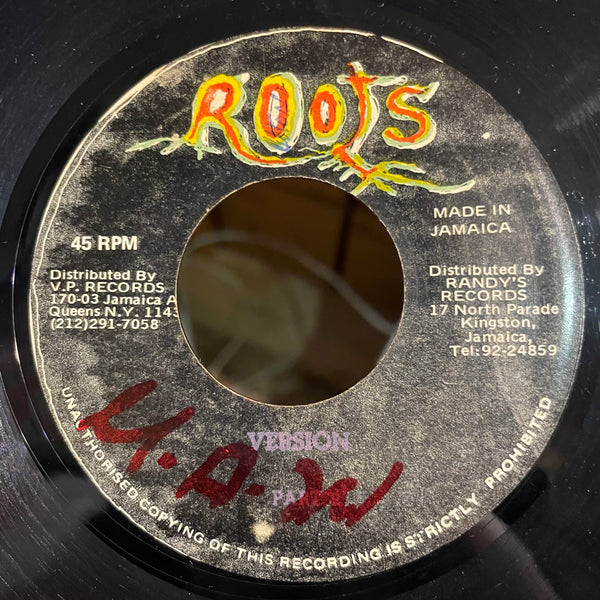 ROOTS
MADE IN
JAMAICA
45 RPM
Distributed By
V.P. RECORDS
170-03 Jamaica A
Queens N.Y. 1143
(212)291-7058
Distributed By
RANDY'S
RECORDS
17 North Parade
Kingston,
Jamaica,
Tel:92-24859
VERSION
UNAUTHORISED COPYING OF THIS RECORDING IS STRICTLY PROHIBITED